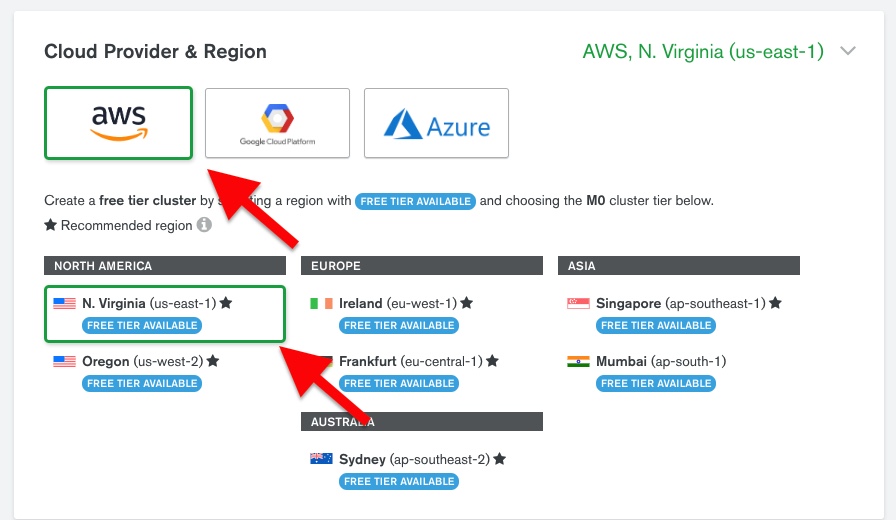 Cloud Provider & Region
AWS, N. Virginia (us-east-1)
aws
Google Cloud Platform
Azure
Create a free tier cluster by ting a region with FREE TIER AVAILABLE and choosing the M0 cluster tier below.
★ Recommended region i
NORTH AMERICA
N. Virginia (us-east-1) ★
FREE TIER AVAILABLE
Oregon (us-west-2) ★
FREE TIER AVAILABLE
EUROPE
Ireland (eu-west-1) ★
FREE TIER AVAILABLE
Frankfurt (eu-central-1) ★
FREE TIER AVAILABLE
AUSTRALIA
Sydney (ap-southeast-2) ★
FREE TIER AVAILABLE
ASIA
Singapore (ap-southeast-1) ★
FREE TIER AVAILABLE
Mumbai (ap-south-1)
FREE TIER AVAILABLE